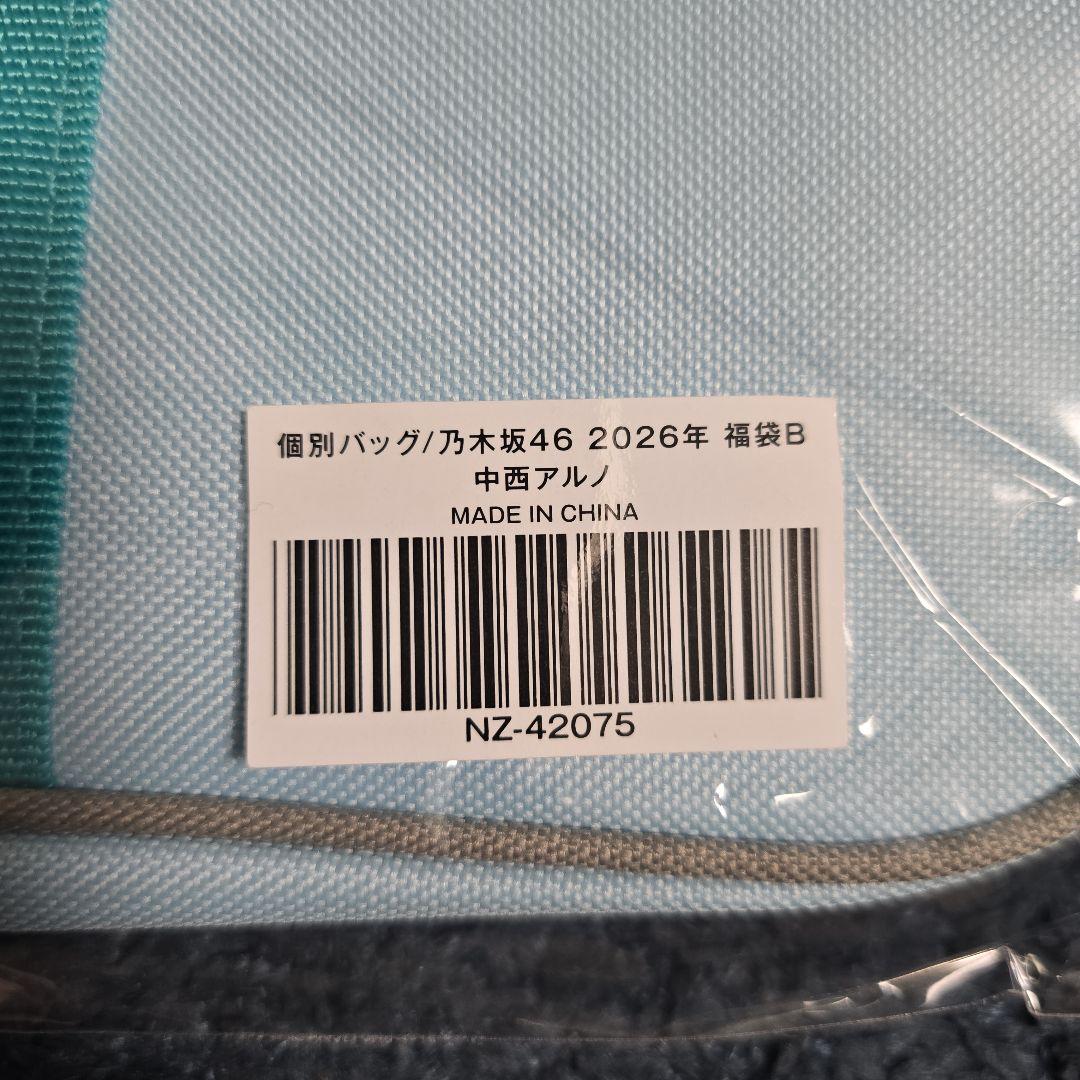 個別バッグ/乃木坂46 2026年 福袋B
中西アルノ
MADE IN CHINA
NZ-42075